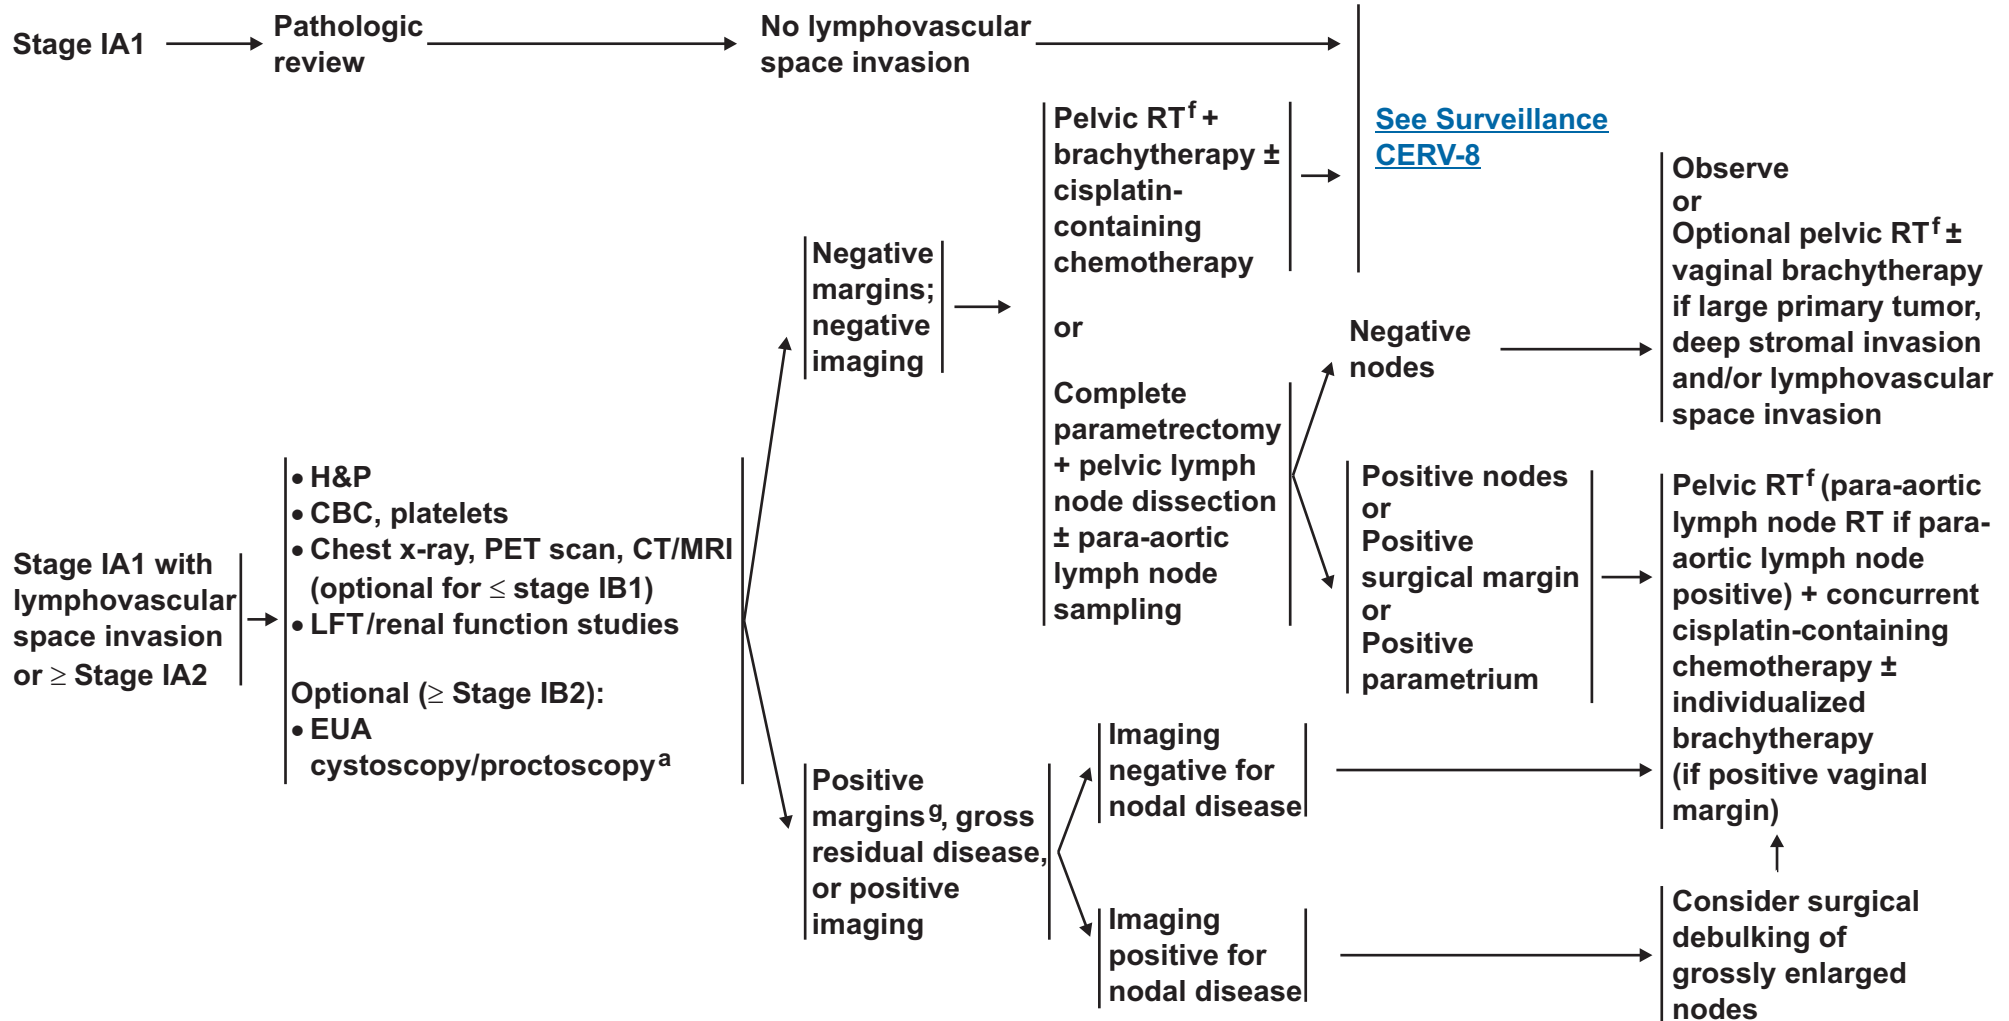 Stage IA1
Pathologic
review
No lymphovascular
space invasion
See Surveillance
CERV-8
Stage IA1 with
lymphovascular
space invasion
or ≥ Stage IA2
• H&P
• CBC, platelets
• Chest x-ray, PET scan, CT/MRI
(optional for ≤ stage IB1)
• LFT/renal function studies
Optional (≥ Stage IB2):
• EUA
cystoscopy/proctoscopy a
Negative
margins;
negative
imaging
Pelvic RT f +
brachytherapy ±
cisplatin-
containing
chemotherapy
or
Complete
parametrectomy
+ pelvic lymph
node dissection
± para-aortic
lymph node
sampling
Negative
nodes
Observe
or
Optional pelvic RT f ±
vaginal brachytherapy
if large primary tumor,
deep stromal invasion
and/or lymphovascular
space invasion
Positive nodes
or
Positive
surgical margin
or
Positive
parametrium
Pelvic RT f (para-aortic
lymph node RT if para-
aortic lymph node
positive) + concurrent
cisplatin-containing
chemotherapy ±
individualized
brachytherapy
(if positive vaginal
margin)
Positive
margins g, gross
residual disease,
or positive
imaging
Imaging
negative for
nodal disease
Imaging
positive for
nodal disease
Consider surgical
debulking of
grossly enlarged
nodes